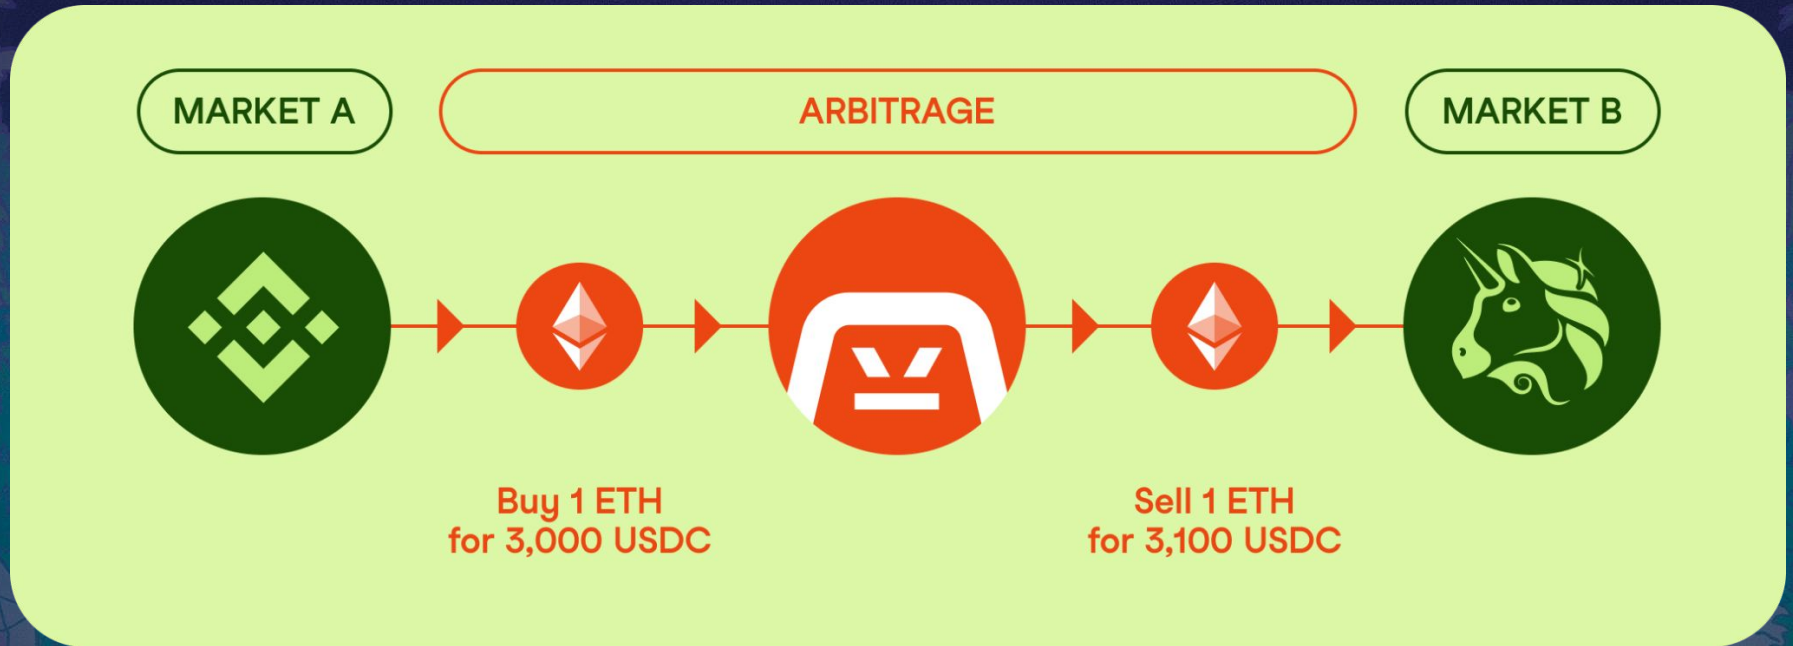 MARKET A
ARBITRAGE
MARKET B
Buy 1 ETH
for 3,000 USDC
Sell 1 ETH
for 3,100 USDC